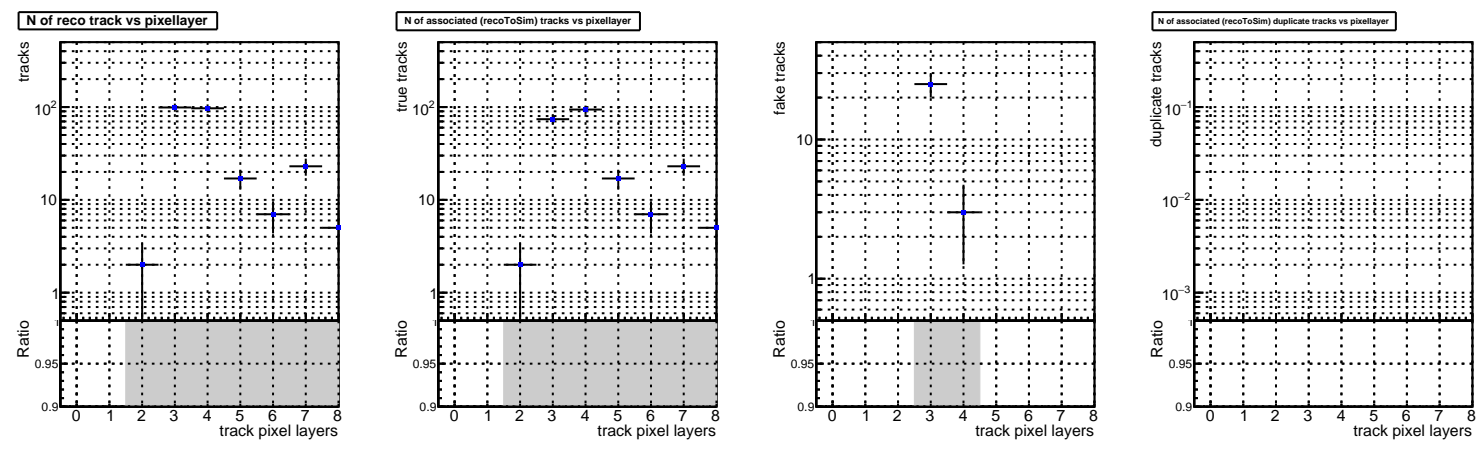 N of reco track vs pixellayer
tracks
10²
10
1
Ratio
1
0.95
0.9
0 1 2 3 4 5 6 7 8
track pixel layers
N of associated (recoToSim) tracks vs pixellayer
true tracks
10²
10
1
Ratio
1
0.95
0.9
0 1 2 3 4 5 6 7 8
track pixel layers
fake tracks
10
1
Ratio
1
0.95
0.9
0 1 2 3 4 5 6 7 8
track pixel layers
N of associated (recoToSim) duplicate tracks vs pixellayer
duplicate tracks
10⁻¹
10⁻²
10⁻³
Ratio
1
0.95
0.9
0 1 2 3 4 5 6 7 8
track pixel layers